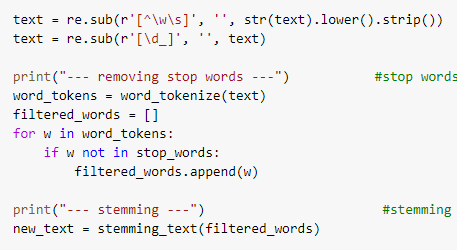 text = re.sub(r'[^\w\s]', '', str(text).lower().strip())
text = re.sub(r'[\d_]', '', text)
print("--- removing stop words ---") #stop words
word_tokens = word_tokenize(text)
filtered_words = []
for w in word_tokens:
if w not in stop_words:
filtered_words.append(w)
print("--- stemming ---") #stemming
new_text = stemming_text(filtered_words)